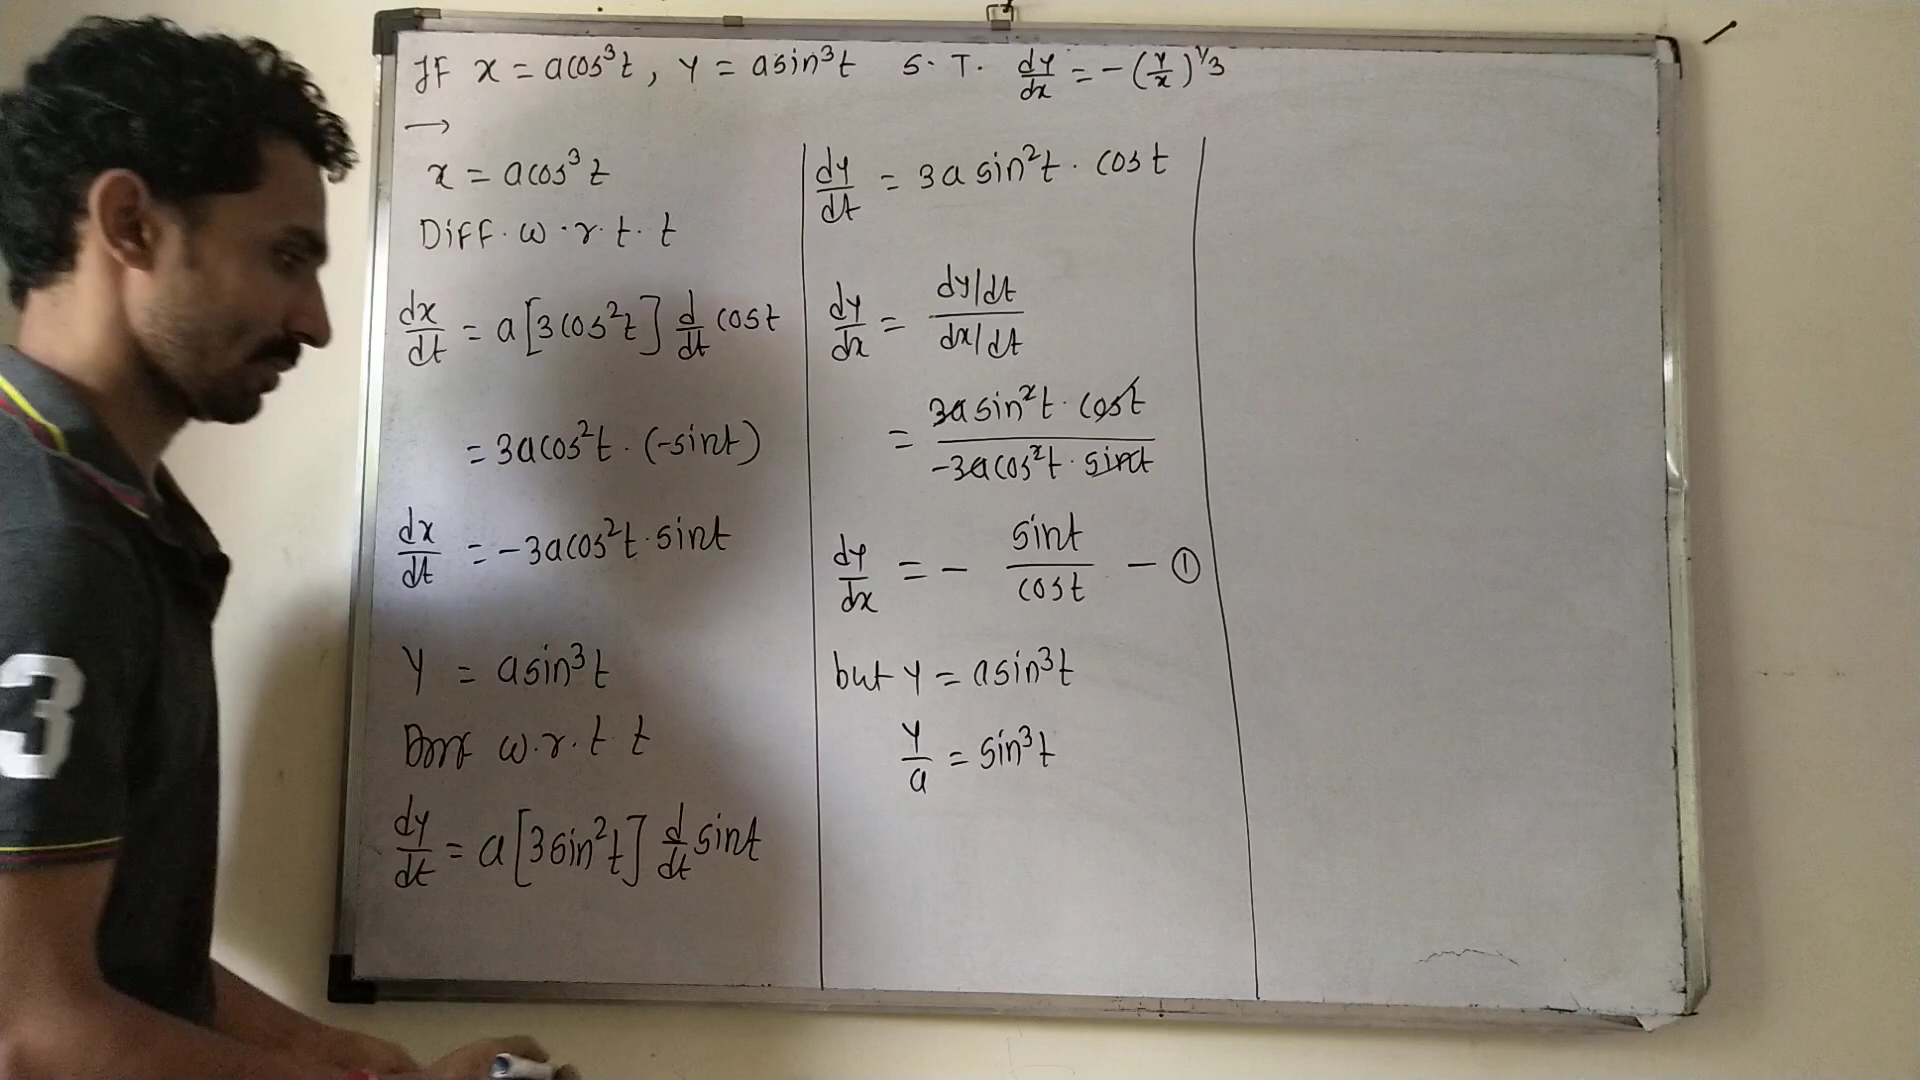 IF x = acos³t, y = asin³t S.T. dy/dx = -(y/x)^1/3
→
x = acos³t
Diff. w.r.t. t
dx/dt = a[3cos²t] d/dt cost
= 3acos²t · (-sint)
dx/dt = -3acos²t · sint
y = asin³t
w.r.t. t
dy/dt = a[3sin²t] d/dt sint
dy/dt = 3a sin²t · cost
dy/dx = dy/dt / dx/dt
= 3a sin²t · cost / -3acos²t · sint
dy/dx = - sint/cost - ①
but y = asin³t
y/a = sin³t
3